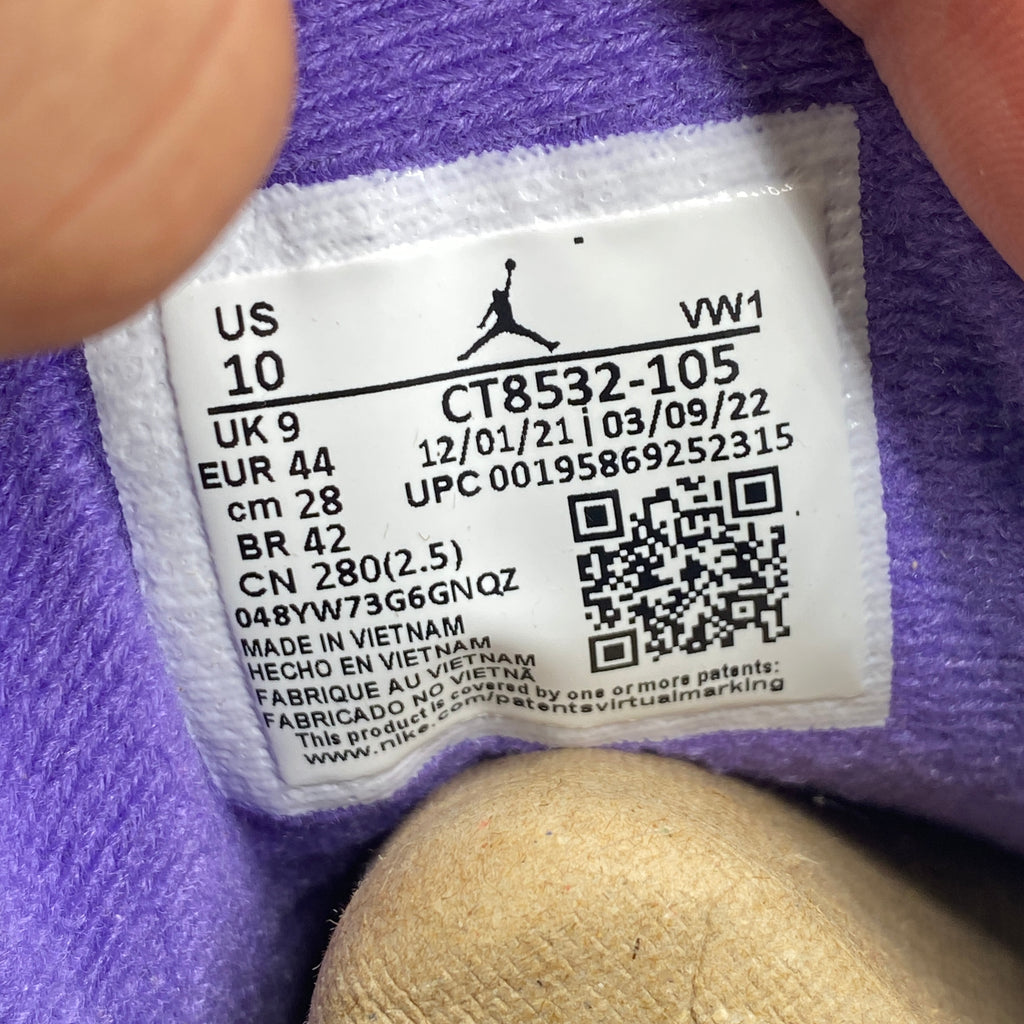 US
10
VW1
CT8532-105
UK 9
12/01/21 | 03/09/22
EUR 44
UPC 00195869252315
cm 28
BR 42
CN 280(2.5)
048YW73G6GNQZ
MADE IN VIETNAM
HECHO EN VIETNAM
FABRIQUE AU VIETNAM
FABRICADO NO VIETNÃ
This product is covered by one or more patents:
www.nike.com/patentsvirtualmarking